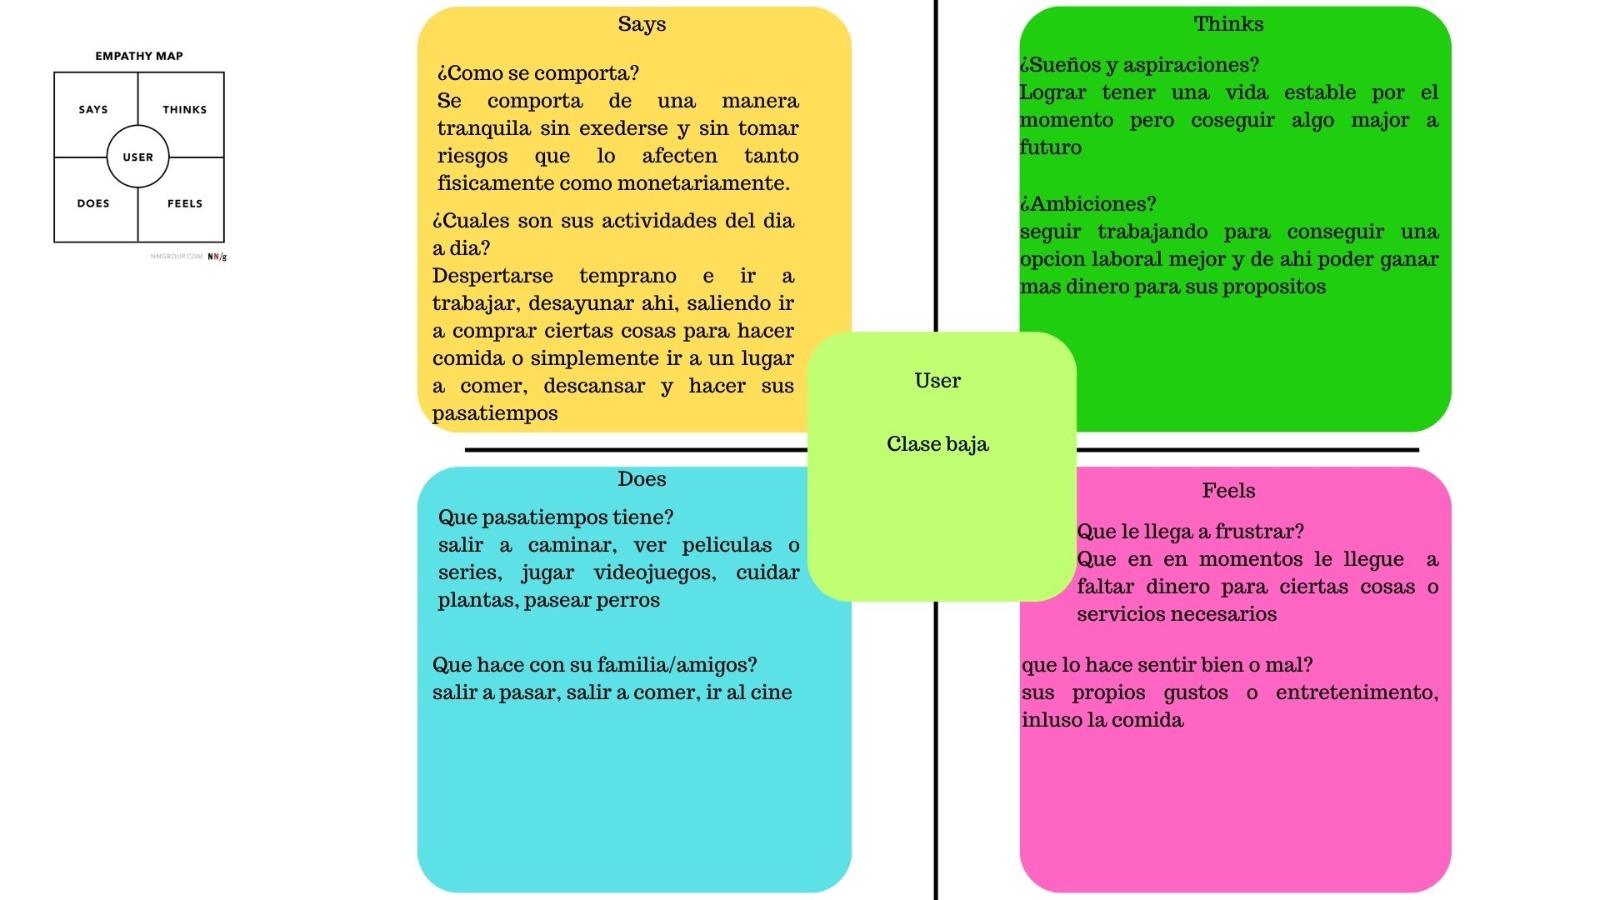 EMPATHY MAP
SAYS
THINKS
USER
DOES
FEELS
NNGROUP.COM NN/g
Says
¿Como se comporta?
Se comporta de una manera
tranquila sin exederse y sin tomar
riesgos que lo afecten tanto
fisicamente como monetariamente.
¿Cuales son sus actividades del dia
a dia?
Despertarse temprano e ir a
trabajar, desayunar ahi, saliendo ir
a comprar ciertas cosas para hacer
comida o simplemente ir a un lugar
a comer, descansar y hacer sus
pasatiempos
Thinks
¿Sueños y aspiraciones?
Lograr tener una vida estable por el
momento pero coseguir algo major a
futuro
¿Ambiciones?
seguir trabajando para conseguir una
opcion laboral mejor y de ahi poder ganar
mas dinero para sus propositos
User
Clase baja
Does
Que pasatiempos tiene?
salir a caminar, ver peliculas o
series, jugar videojuegos, cuidar
plantas, pasear perros
Que hace con su familia/amigos?
salir a pasar, salir a comer, ir al cine
Feels
Que le llega a frustrar?
Que en en momentos le llegue a
faltar dinero para ciertas cosas o
servicios necesarios
que lo hace sentir bien o mal?
sus propios gustos o entretenimento,
inluso la comida